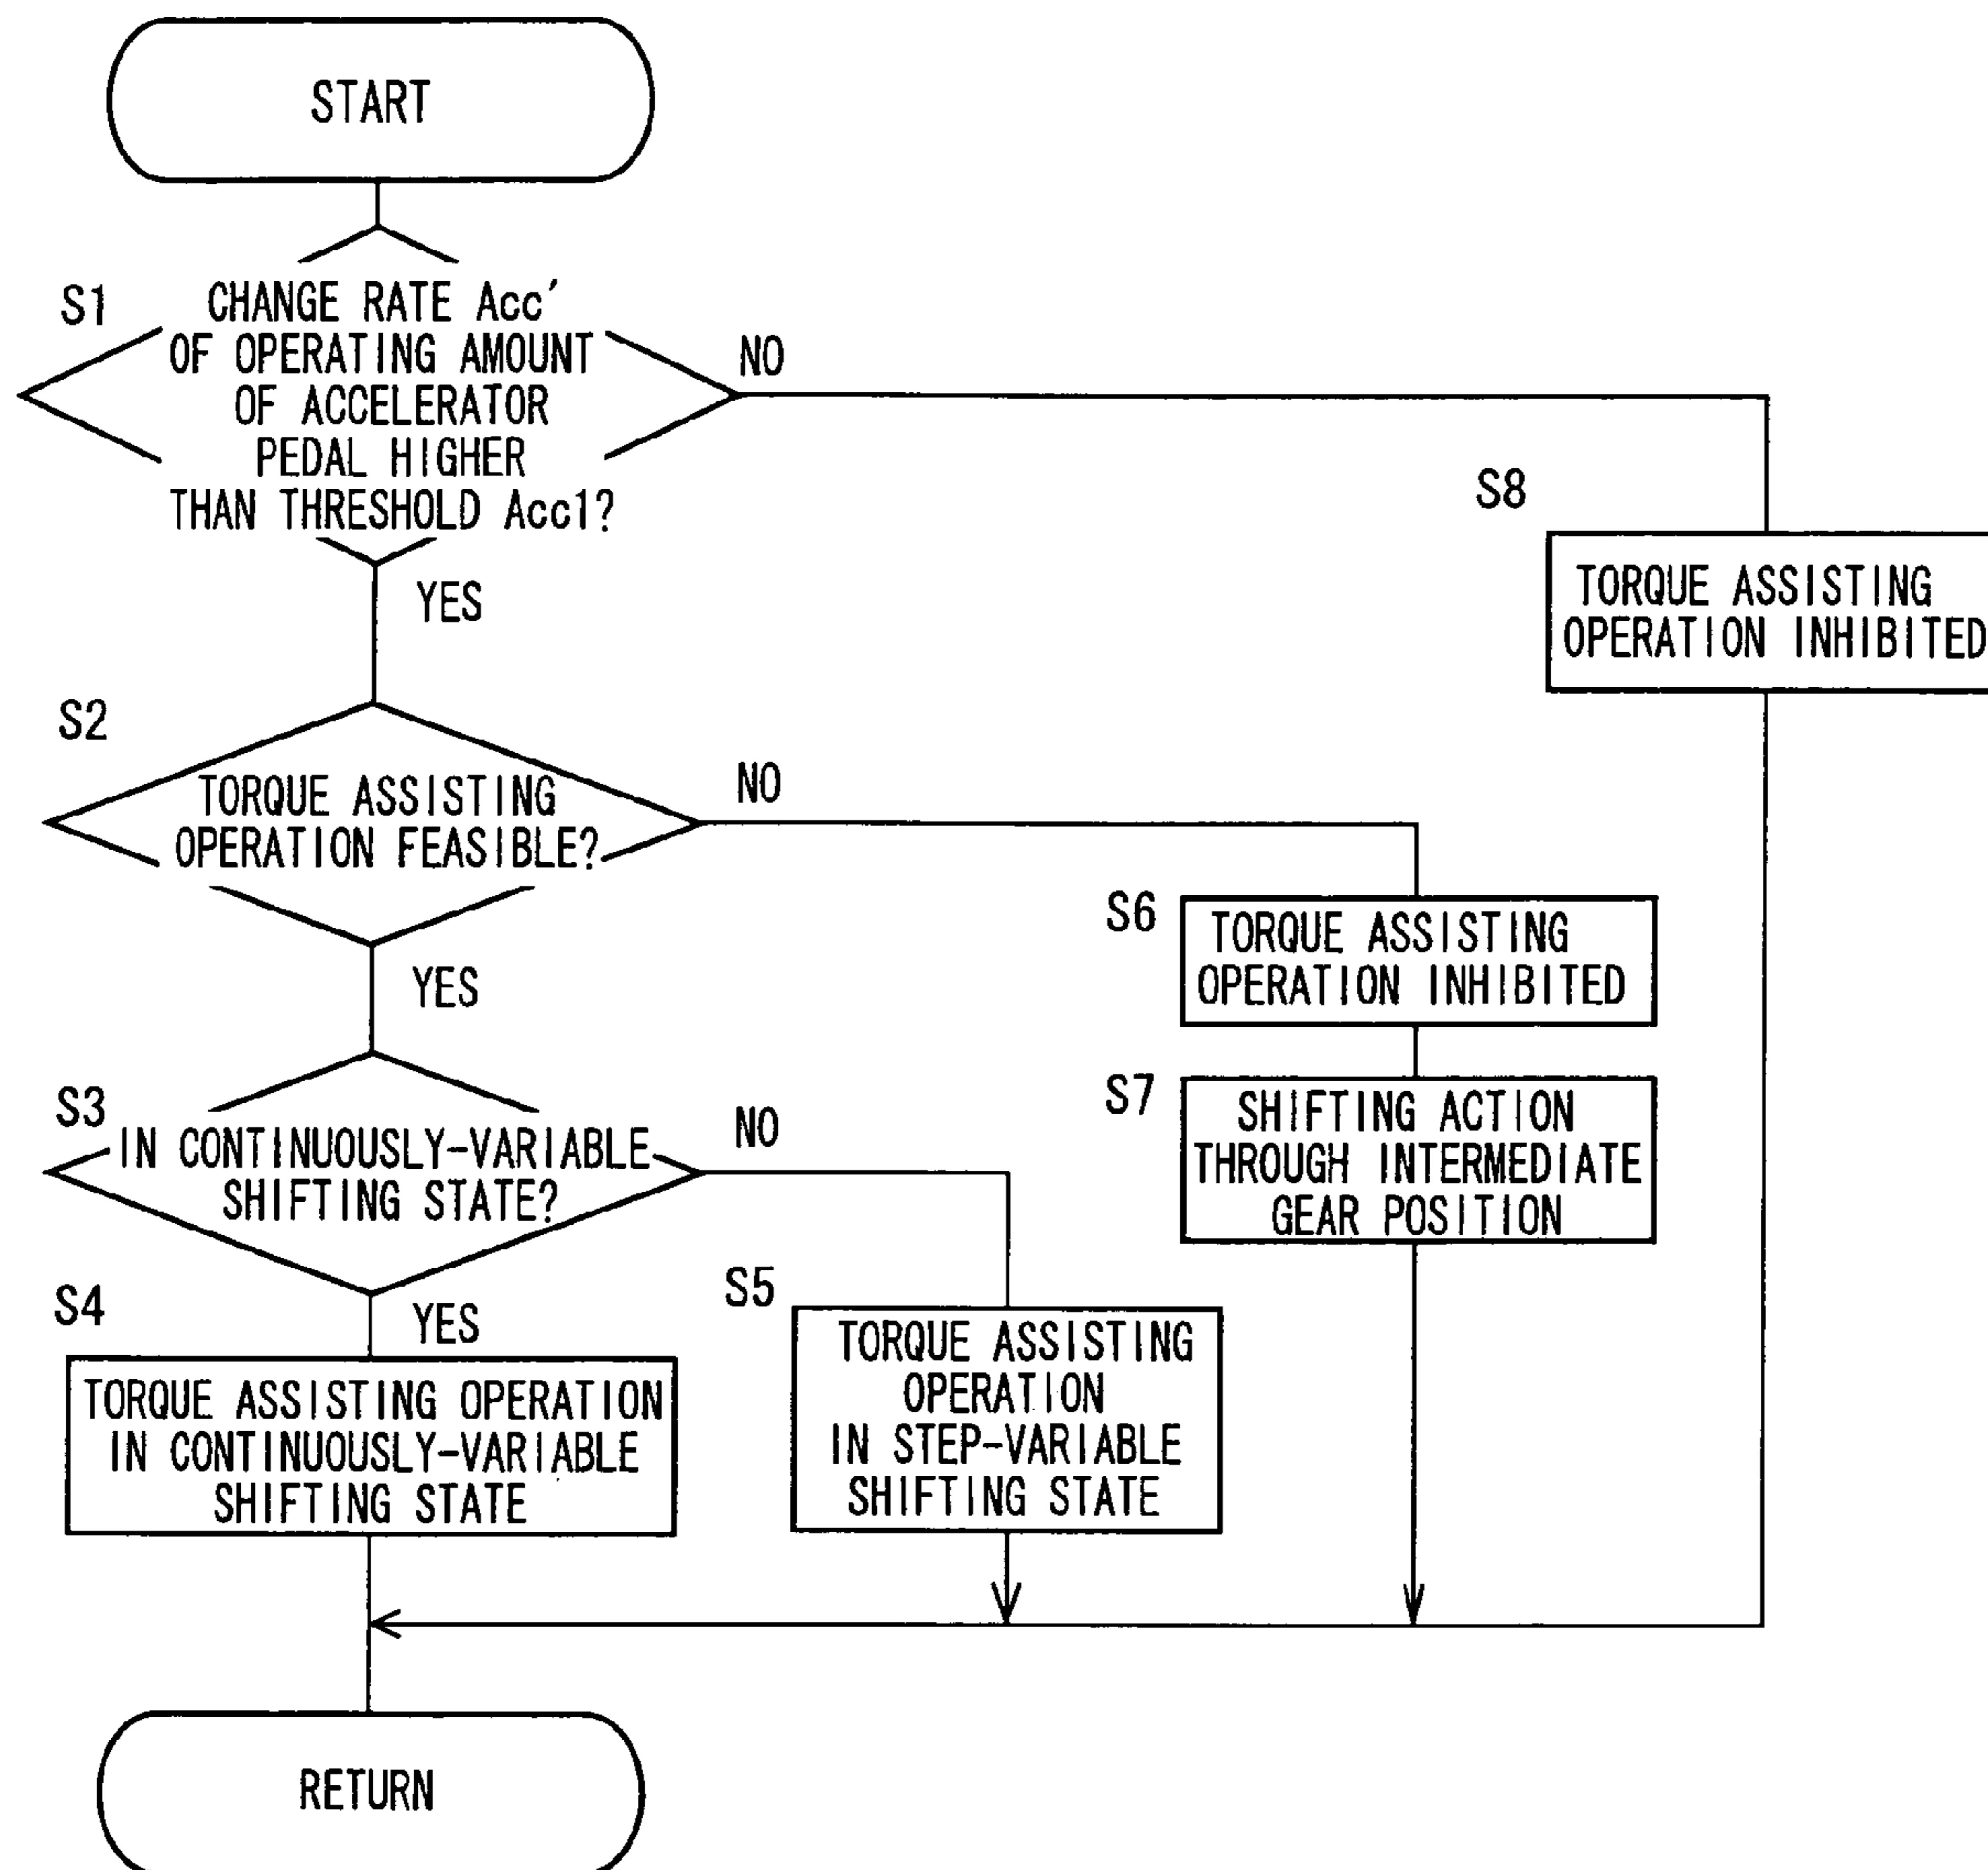 START
S1
CHANGE RATE Acc'
OF OPERATING AMOUNT
OF ACCELERATOR
PEDAL HIGHER
THAN THRESHOLD Acc1?
NO
YES
S8
TORQUE ASSISTING
OPERATION INHIBITED
S2
TORQUE ASSISTING
OPERATION FEASIBLE?
NO
YES
S6
TORQUE ASSISTING
OPERATION INHIBITED
S7
SHIFTING ACTION
THROUGH INTERMEDIATE
GEAR POSITION
S3
IN CONTINUOUSLY-VARIABLE
SHIFTING STATE?
NO
YES
S4
TORQUE ASSISTING OPERATION
IN CONTINUOUSLY-VARIABLE
SHIFTING STATE
S5
TORQUE ASSISTING
OPERATION
IN STEP-VARIABLE
SHIFTING STATE
RETURN